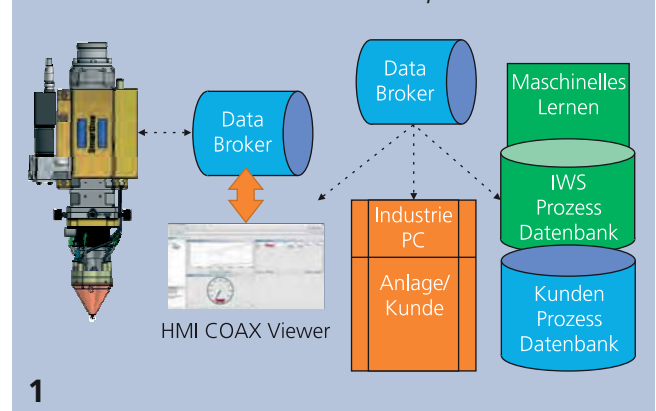 Data
Broker
Data
Broker
Maschinelles
Lernen
IWS
Prozess
Datenbank
Industrie
PC
Anlage/
Kunde
Kunden
Prozess
Datenbank
HMI COAX Viewer
1